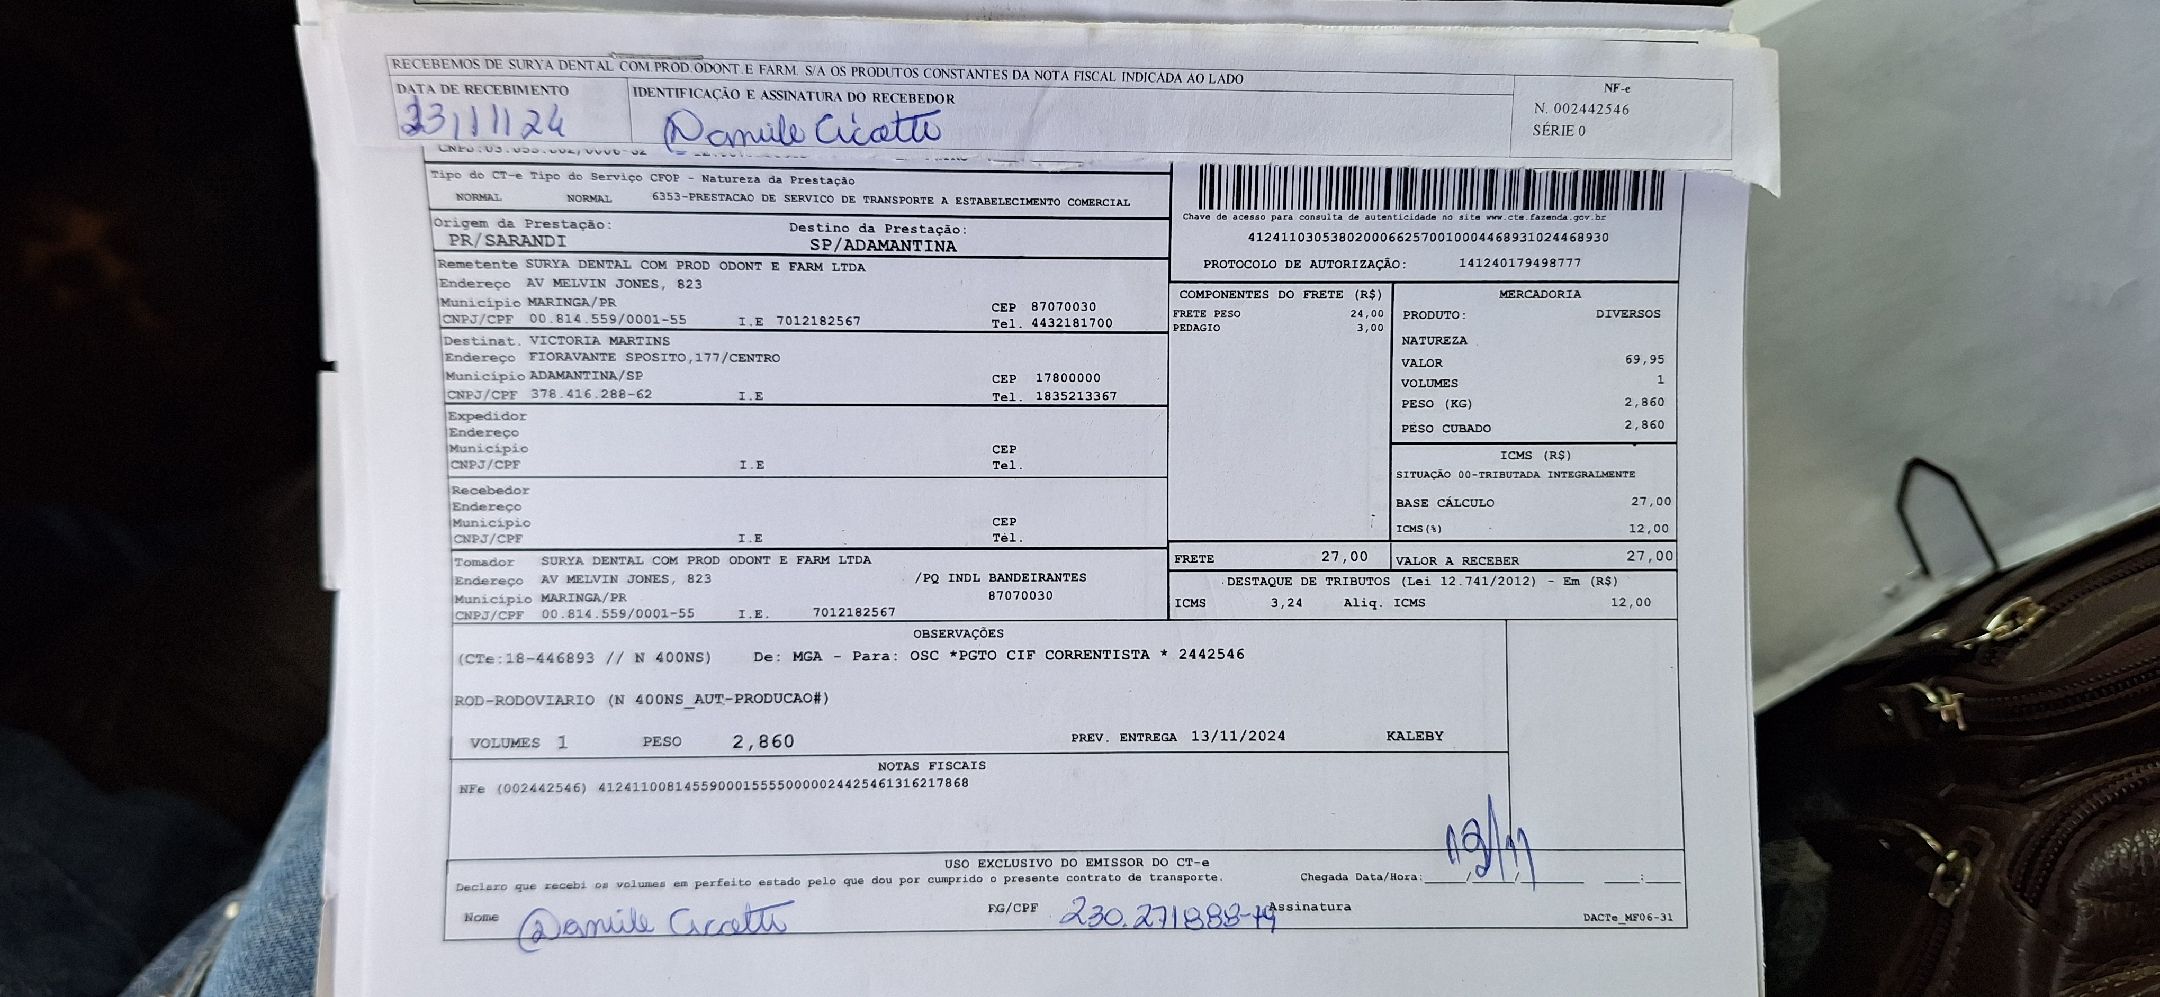 RECEBEMOS DE SURYA DENTAL COM.PROD.ODONT.E FARM. S/A OS PRODUTOS CONSTANTES DA NOTA FISCAL INDICADA AO LADO
DATA DE RECEBIMENTO IDENTIFICAÇÃO E ASSINATURA DO RECEBEDOR
NF-e
N. 002442546
SÉRIE 0
23/11/24 Damiile Cicotti
Tipo do CT-e Tipo do Serviço CFOP - Natureza da Prestação
NORMAL NORMAL 6353-PRESTACAO DE SERVICO DE TRANSPORTE A ESTABELECIMENTO COMERCIAL
Chave de acesso para consulta de autenticidade no site www.cte.fazenda.gov.br
41241103053802000662570010004468931024468930
PROTOCOLO DE AUTORIZAÇÃO: 141240179498777
Origem da Prestação: Destino da Prestação:
PR/SARANDI SP/ADAMANTINA
Remetente SURYA DENTAL COM PROD ODONT E FARM LTDA
Endereço AV MELVIN JONES, 823
Município MARINGA/PR CEP 87070030
CNPJ/CPF 00.814.559/0001-55 I.E 7012182567 Tel. 4432181700
Destinat. VICTORIA MARTINS
Endereço FIORAVANTE SPOSITO,177/CENTRO
Município ADAMANTINA/SP CEP 17800000
CNPJ/CPF 378.416.288-62 I.E Tel. 1835213367
Expedidor
Endereço
Município CEP
CNPJ/CPF I.E Tel.
Recebedor
Endereço
Município CEP
CNPJ/CPF I.E Tel.
Tomador SURYA DENTAL COM PROD ODONT E FARM LTDA
Endereço AV MELVIN JONES, 823 /PQ INDL BANDEIRANTES
Município MARINGA/PR 87070030
CNPJ/CPF 00.814.559/0001-55 I.E. 7012182567
COMPONENTES DO FRETE (R$)
FRETE PESO 24,00
PEDAGIO 3,00
MERCADORIA
PRODUTO: DIVERSOS
NATUREZA
VALOR 69,95
VOLUMES 1
PESO (KG) 2,860
PESO CUBADO 2,860
ICMS (R$)
SITUAÇÃO 00-TRIBUTADA INTEGRALMENTE
BASE CÁLCULO 27,00
ICMS(%) 12,00
FRETE 27,00 VALOR A RECEBER 27,00
DESTAQUE DE TRIBUTOS (Lei 12.741/2012) - Em (R$)
ICMS 3,24 Aliq. ICMS 12,00
OBSERVAÇÕES
(CTe:18-446893 // N 400NS) De: MGA - Para: OSC *PGTO CIF CORRENTISTA * 2442546
ROD-RODOVIARIO (N 400NS_AUT-PRODUCAO#)
VOLUMES 1 PESO 2,860 PREV. ENTREGA 13/11/2024 KALEBY
NOTAS FISCAIS
NFe (002442546) 41241100814559000155550000024425461316217868
USO EXCLUSIVO DO EMISSOR DO CT-e
Declaro que recebi os volumes em perfeito estado pelo que dou por cumprido o presente contrato de transporte. Chegada Data/Hora:
Nome Damiile Cicotti RG/CPF 230.271888-19 Assinatura
DACTe_MF06-31